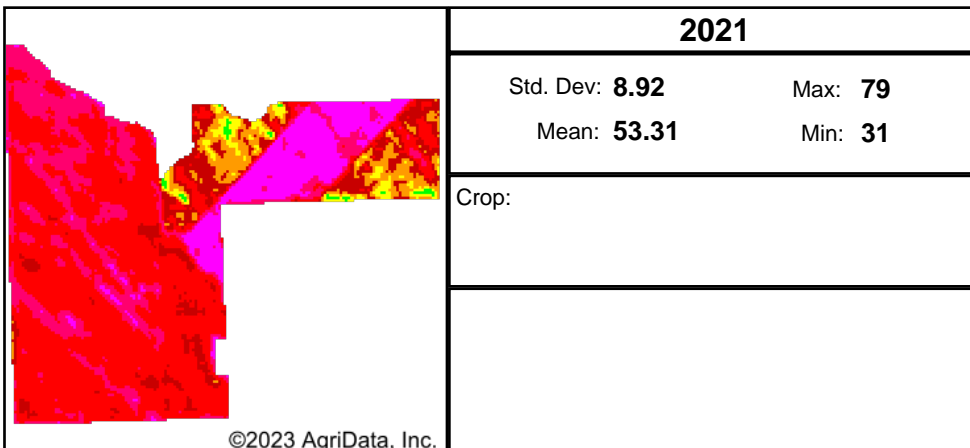 2021
Std. Dev: 8.92 Max: 79
Mean: 53.31 Min: 31
Crop:
©2023 AgriData, Inc.